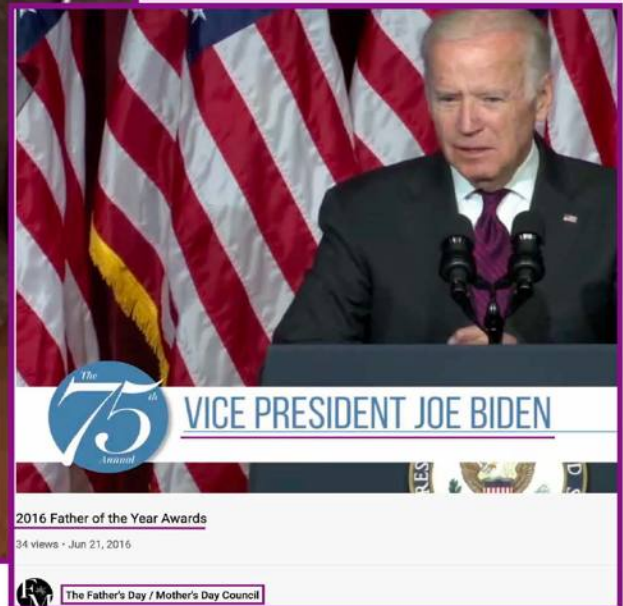 The
75th
Annual
VICE PRESIDENT JOE BIDEN
RES
D
2016 Father of the Year Awards
34 views · Jun 21, 2016
The Father's Day / Mother's Day Council